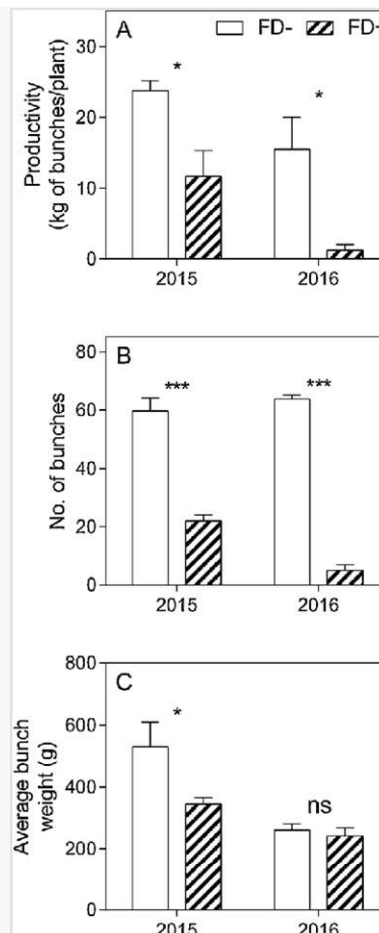 A
FD-
FD+
Productivity
(kg of bunches/plant)
30
20
10
0
*
*
2015
2016
B
No. of bunches
80
60
40
20
0
***
***
2015
2016
C
Average bunch
weight (g)
800
600
400
200
0
*
ns
2015
2016